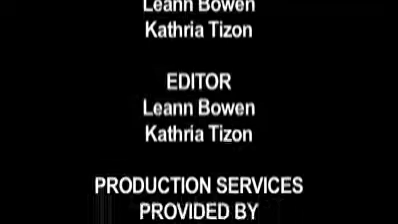 Leann Bowen
Kathria Tizon
EDITOR
Leann Bowen
Kathria Tizon
PRODUCTION SERVICES
PROVIDED BY